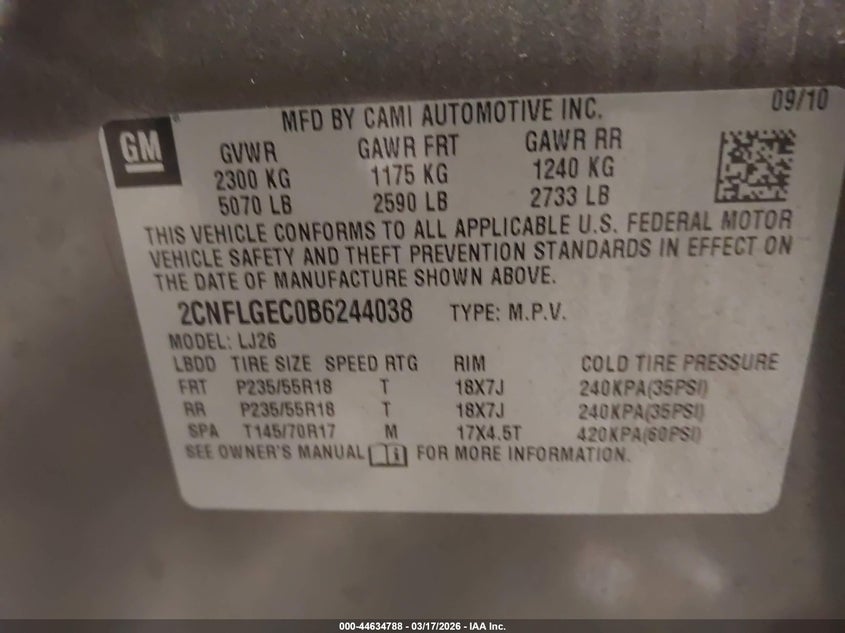 09/10
GM
MFD BY CAMI AUTOMOTIVE INC.
GVWR GAWR FRT GAWR RR
2300 KG 1175 KG 1240 KG
5070 LB 2590 LB 2733 LB
THIS VEHICLE CONFORMS TO ALL APPLICABLE U.S. FEDERAL MOTOR
VEHICLE SAFETY AND THEFT PREVENTION STANDARDS IN EFFECT ON
THE DATE OF MANUFACTURE SHOWN ABOVE.
2CNFLGEC0B6244038 TYPE: M.P.V.
MODEL: LJ26
LBDD TIRE SIZE SPEED RTG RIM COLD TIRE PRESSURE
FRT P235/55R18 T 18X7J 240KPA(35PSI)
RR P235/55R18 T 18X7J 240KPA(35PSI)
SPA T145/70R17 M 17X4.5T 420KPA(60PSI)
SEE OWNER'S MANUAL FOR MORE INFORMATION.
000-44634788 - 03/17/2026 - IAA Inc.